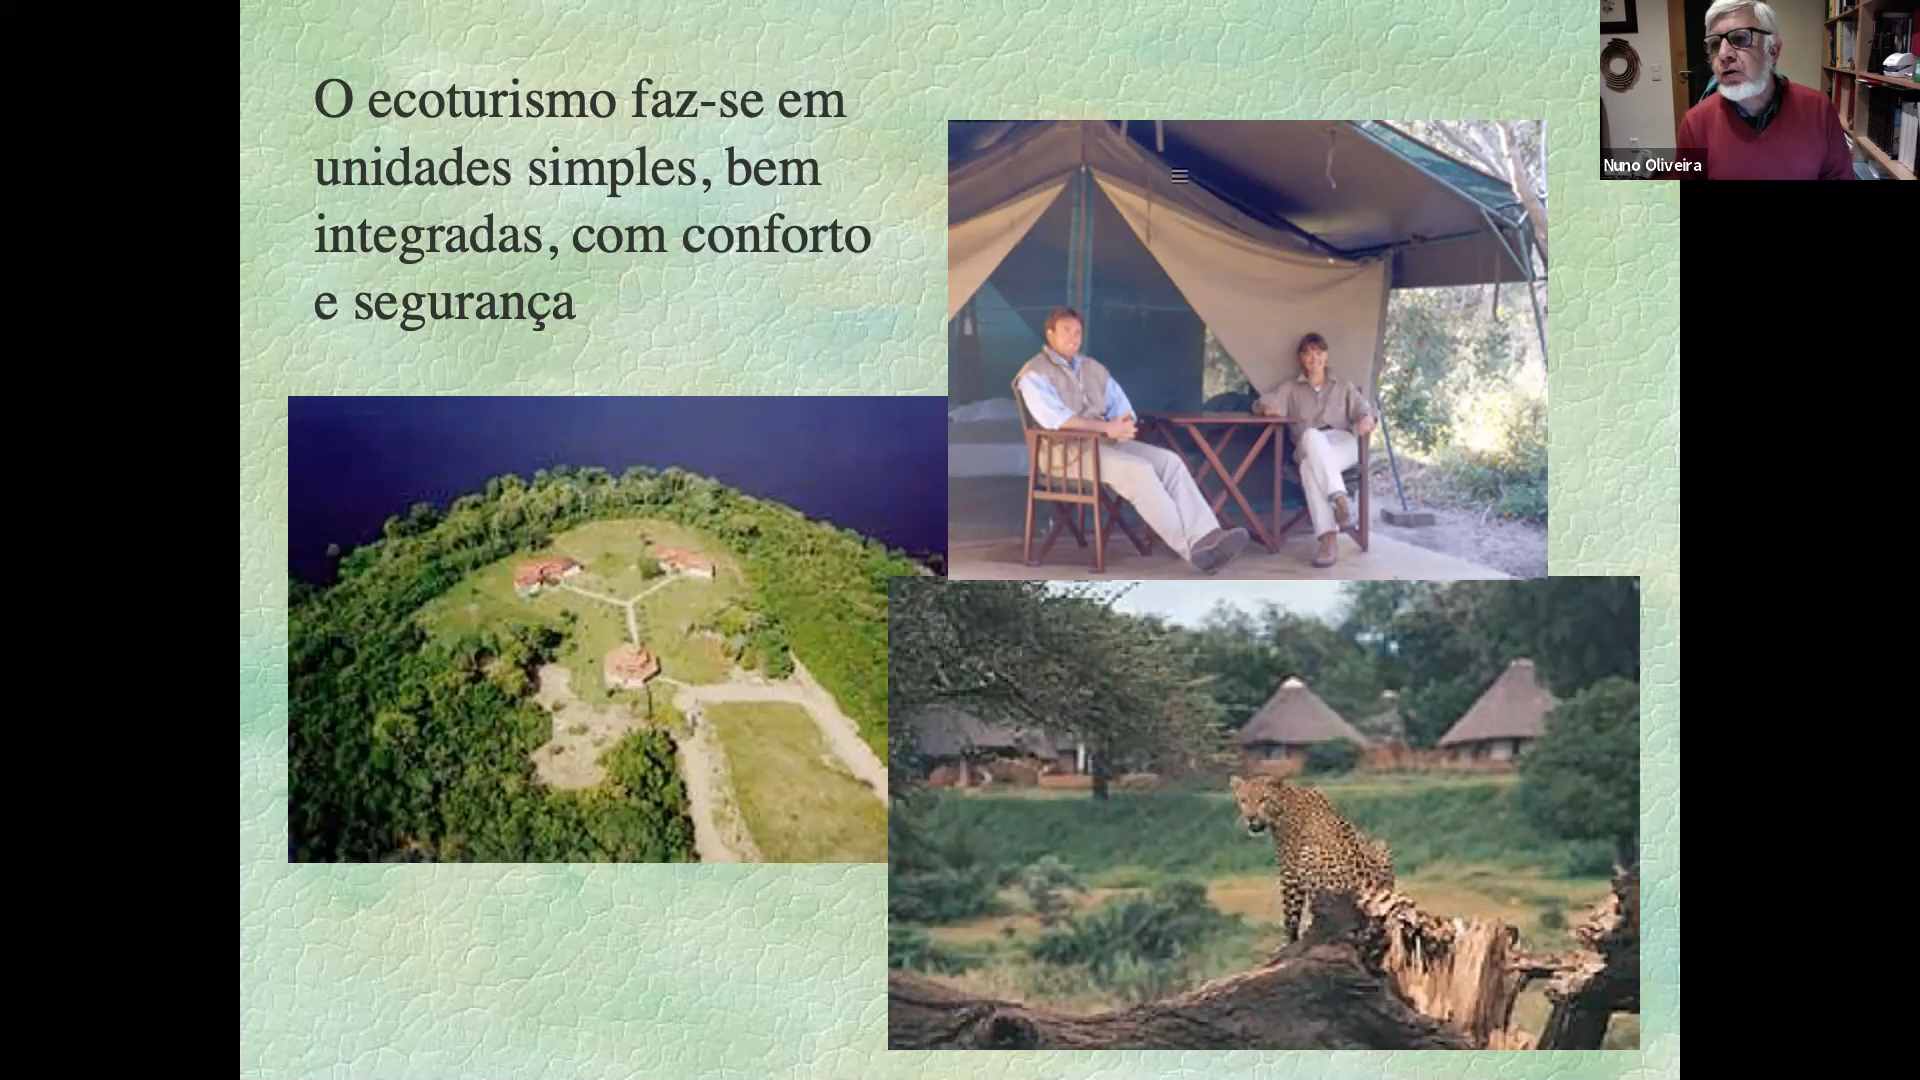 O ecoturismo faz-se em
unidades simples, bem
integradas, com conforto
e segurança
Nuno Oliveira